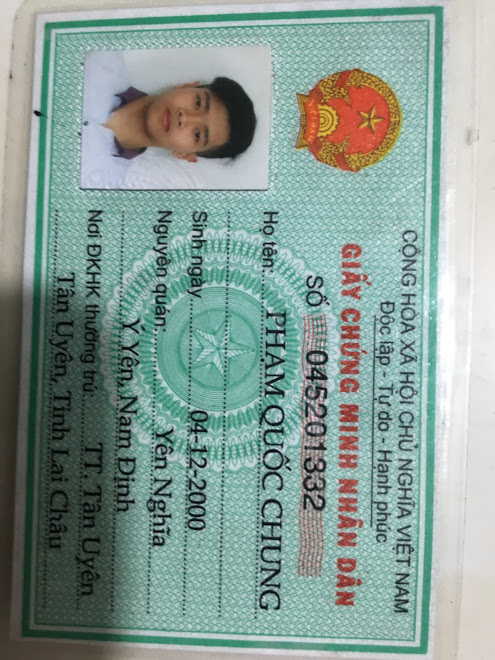 CỘNG HÒA XÃ HỘI CHỦ NGHĨA VIỆT NAM
Độc lập - Tự do - Hạnh phúc
GIẤY CHỨNG MINH NHÂN DÂN
SỐ 045201332
Họ tên: PHẠM QUỐC CHUNG
Sinh ngày 04-12-2000
Nguyên quán: Yên Nghĩa
Ý Yên, Nam Định
Nơi ĐKHK thường trú: TT. Tân Uyên
Tân Uyên, Tỉnh Lai Châu